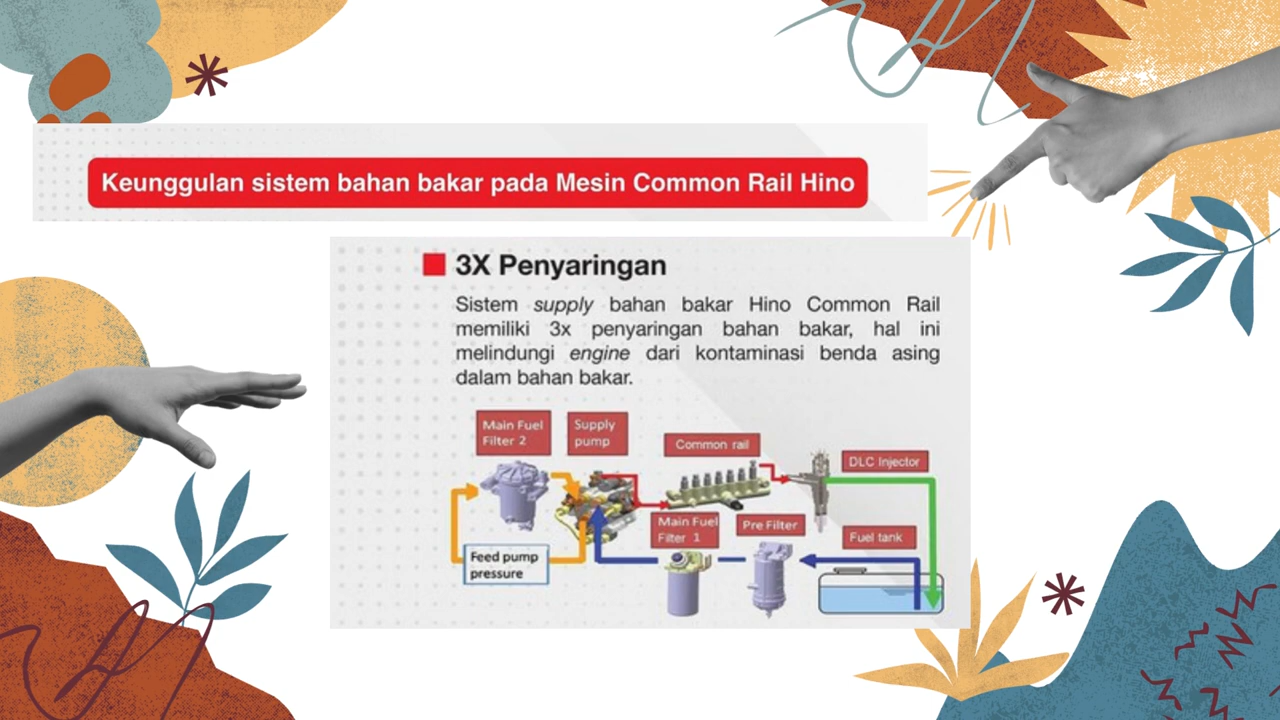 Keunggulan sistem bahan bakar pada Mesin Common Rail Hino
3X Penyaringan
Sistem supply bahan bakar Hino Common Rail
memiliki 3x penyaringan bahan bakar, hal ini
melindungi engine dari kontaminasi benda asing
dalam bahan bakar.
Main Fuel
Filter 2
Supply
pump
Common rail
DLC Injector
Main Fuel
Filter 1
Pre Filter
Fuel tank
Feed pump
pressure